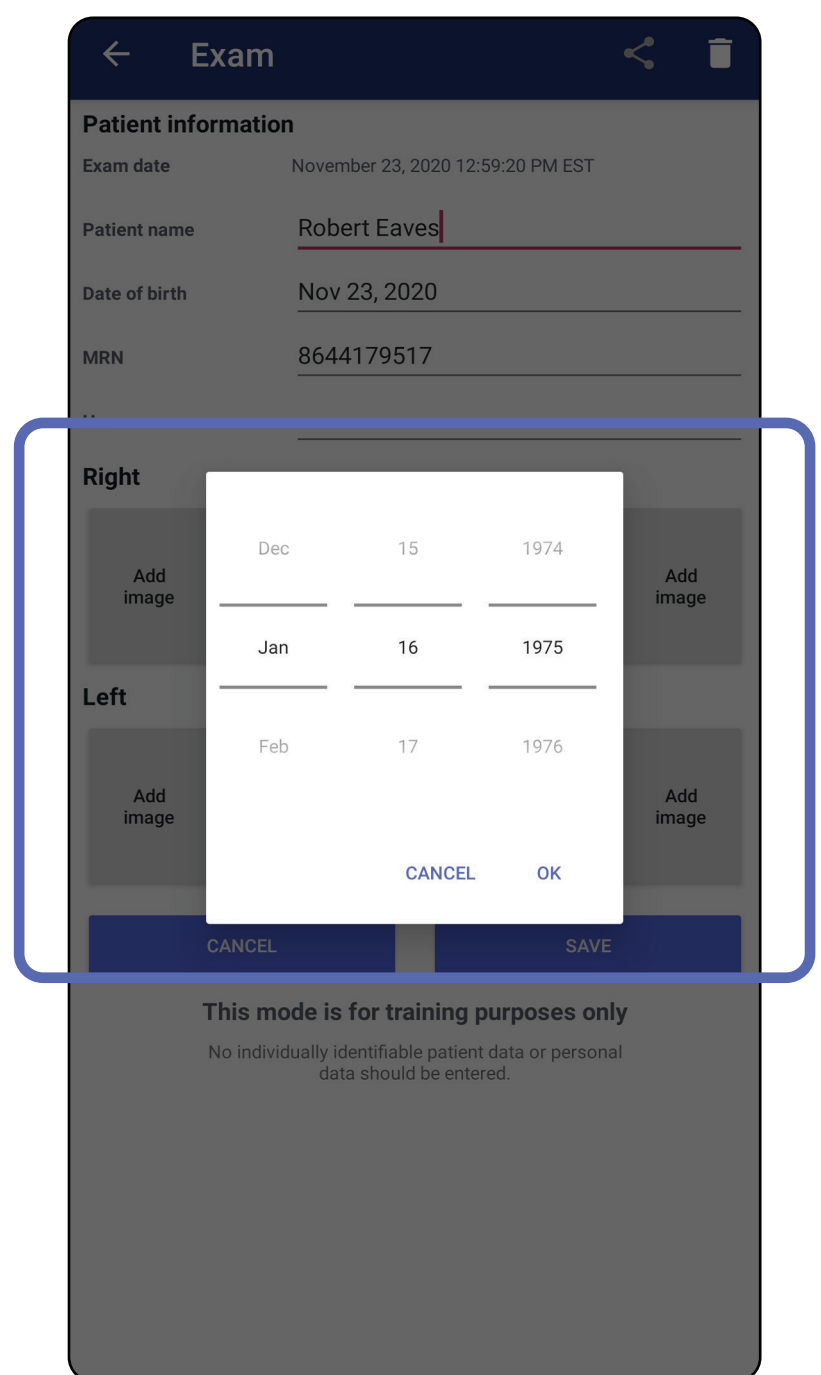 Exam
Patient information
Exam date November 23, 2020 12:59:20 PM EST
Patient name Robert Eaves
Date of birth Nov 23, 2020
MRN 8644179517
Right
Dec 15 1974
Add image Add image
Jan 16 1975
Left
Feb 17 1976
Add image Add image
CANCEL OK
CANCEL SAVE
This mode is for training purposes only
No individually identifiable patient data or personal
data should be entered.